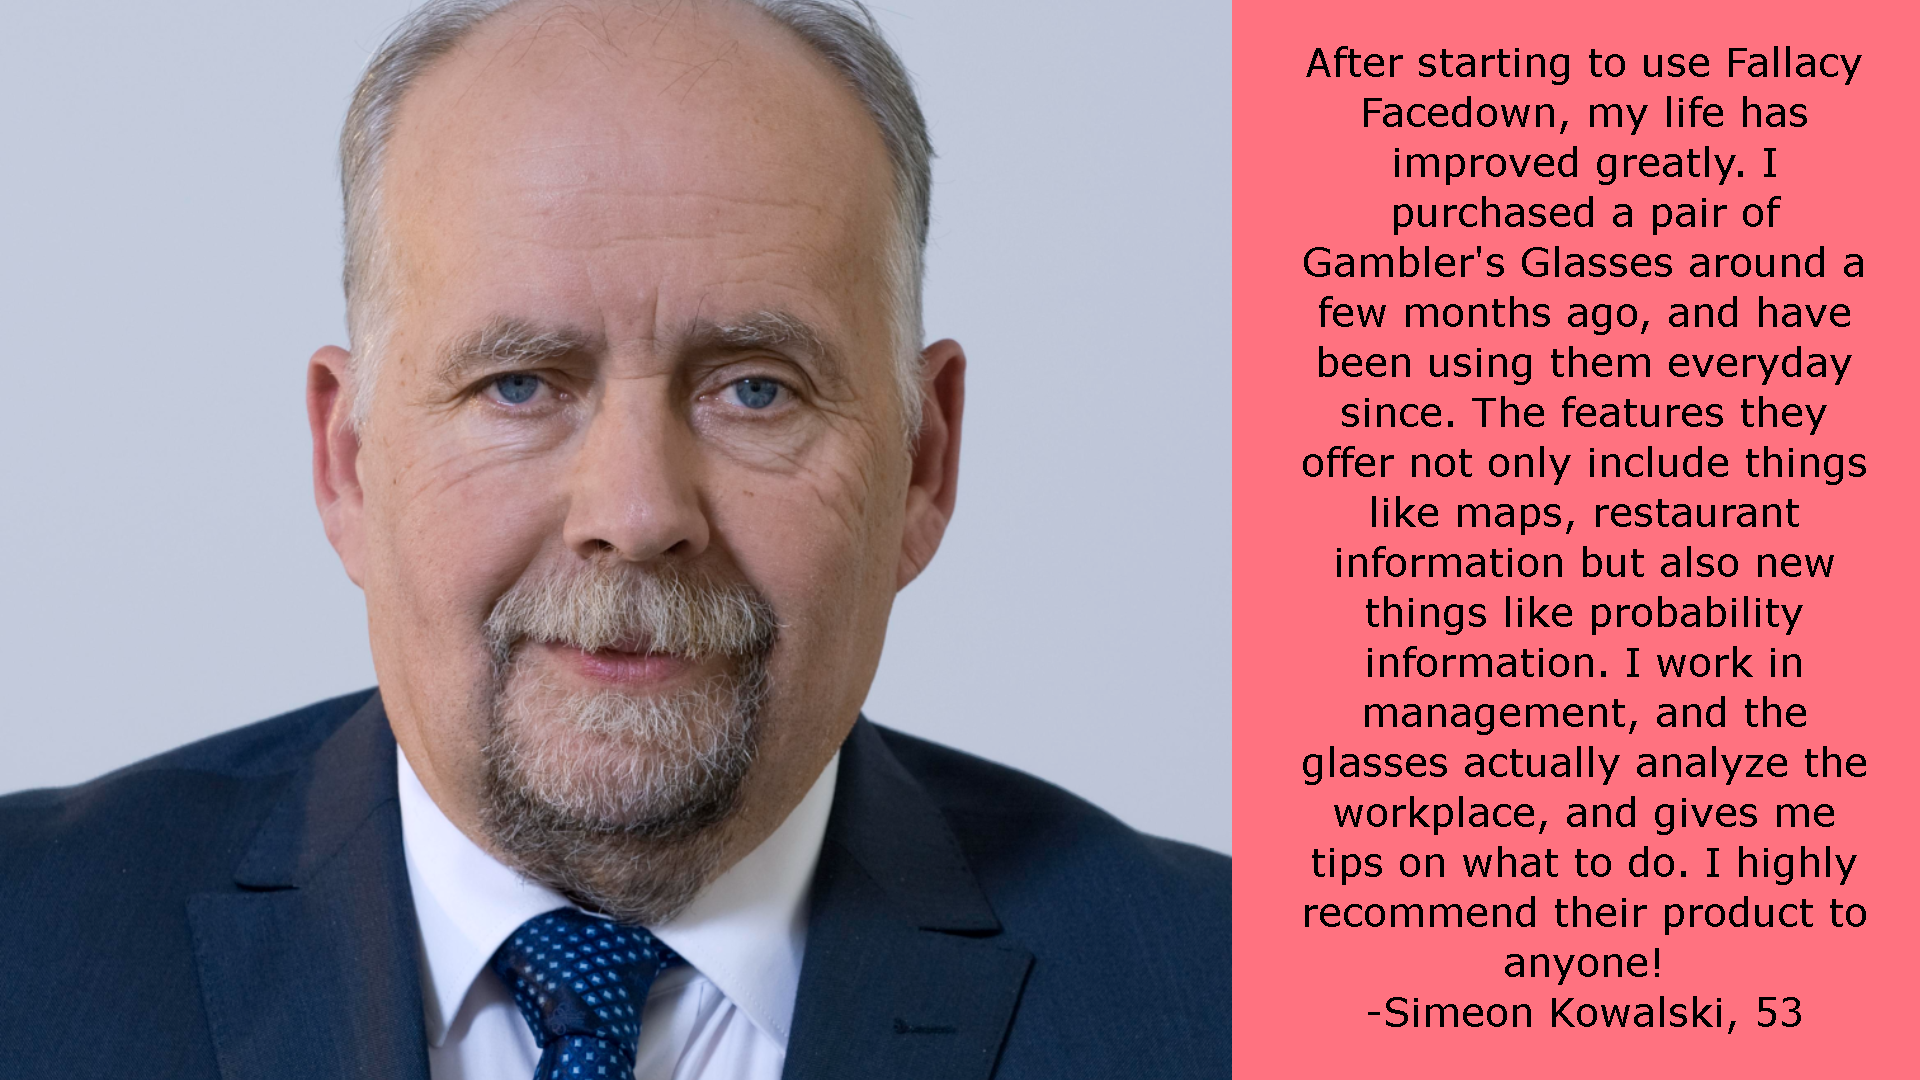 After starting to use Fallacy
Facedown, my life has
improved greatly. I
purchased a pair of
Gambler's Glasses around a
few months ago, and have
been using them everyday
since. The features they
offer not only include things
like maps, restaurant
information but also new
things like probability
information. I work in
management, and the
glasses actually analyze the
workplace, and gives me
tips on what to do. I highly
recommend their product to
anyone!
-Simeon Kowalski, 53